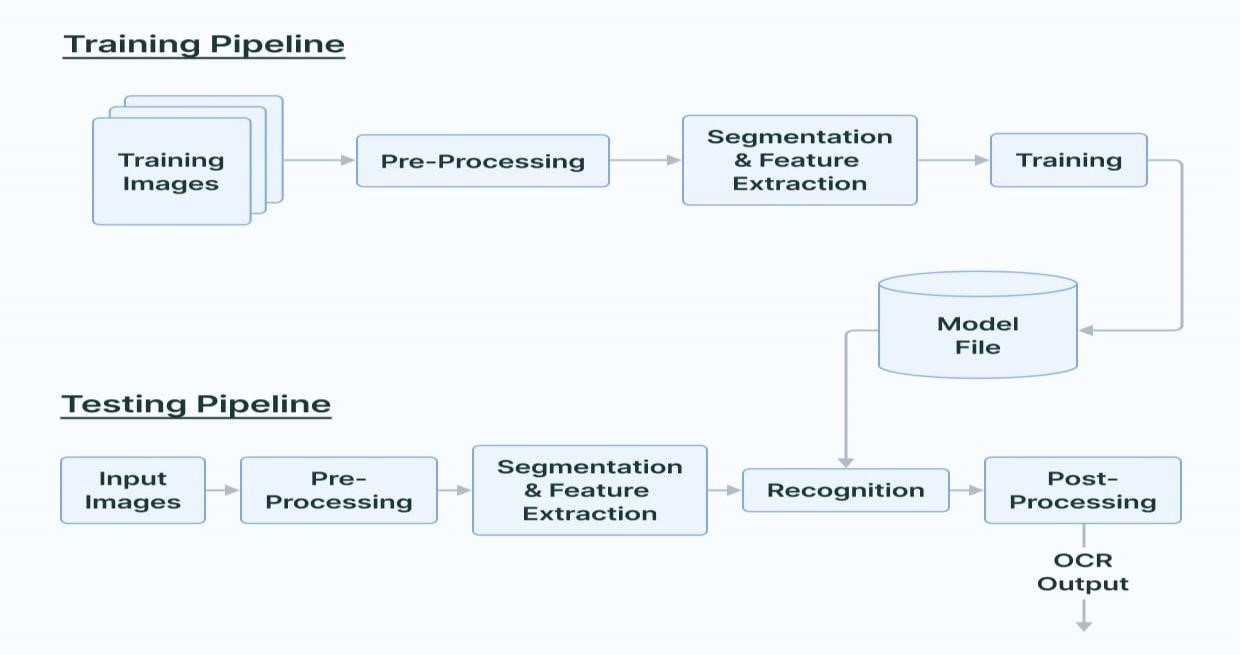 Training Pipeline
Training
Images
Pre-Processing
Segmentation
& Feature
Extraction
Training
Model
File
Testing Pipeline
Input
Images
Pre-
Processing
Segmentation
& Feature
Extraction
Recognition
Post-
Processing
OCR
Output